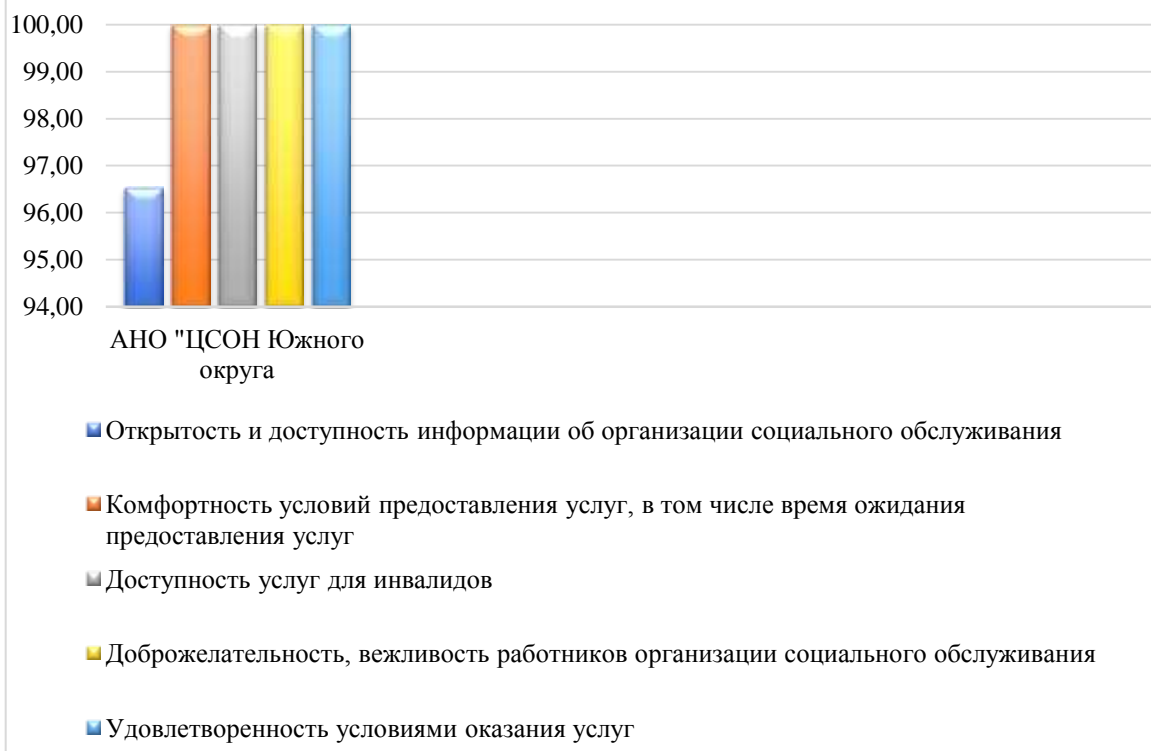 100,00
99,00
98,00
97,00
96,00
95,00
94,00
АНО "ЦСОН Южного
округа
Открытость и доступность информации об организации социального обслуживания
Комфортность условий предоставления услуг, в том числе время ожидания
предоставления услуг
Доступность услуг для инвалидов
Доброжелательность, вежливость работников организации социального обслуживания
Удовлетворенность условиями оказания услуг